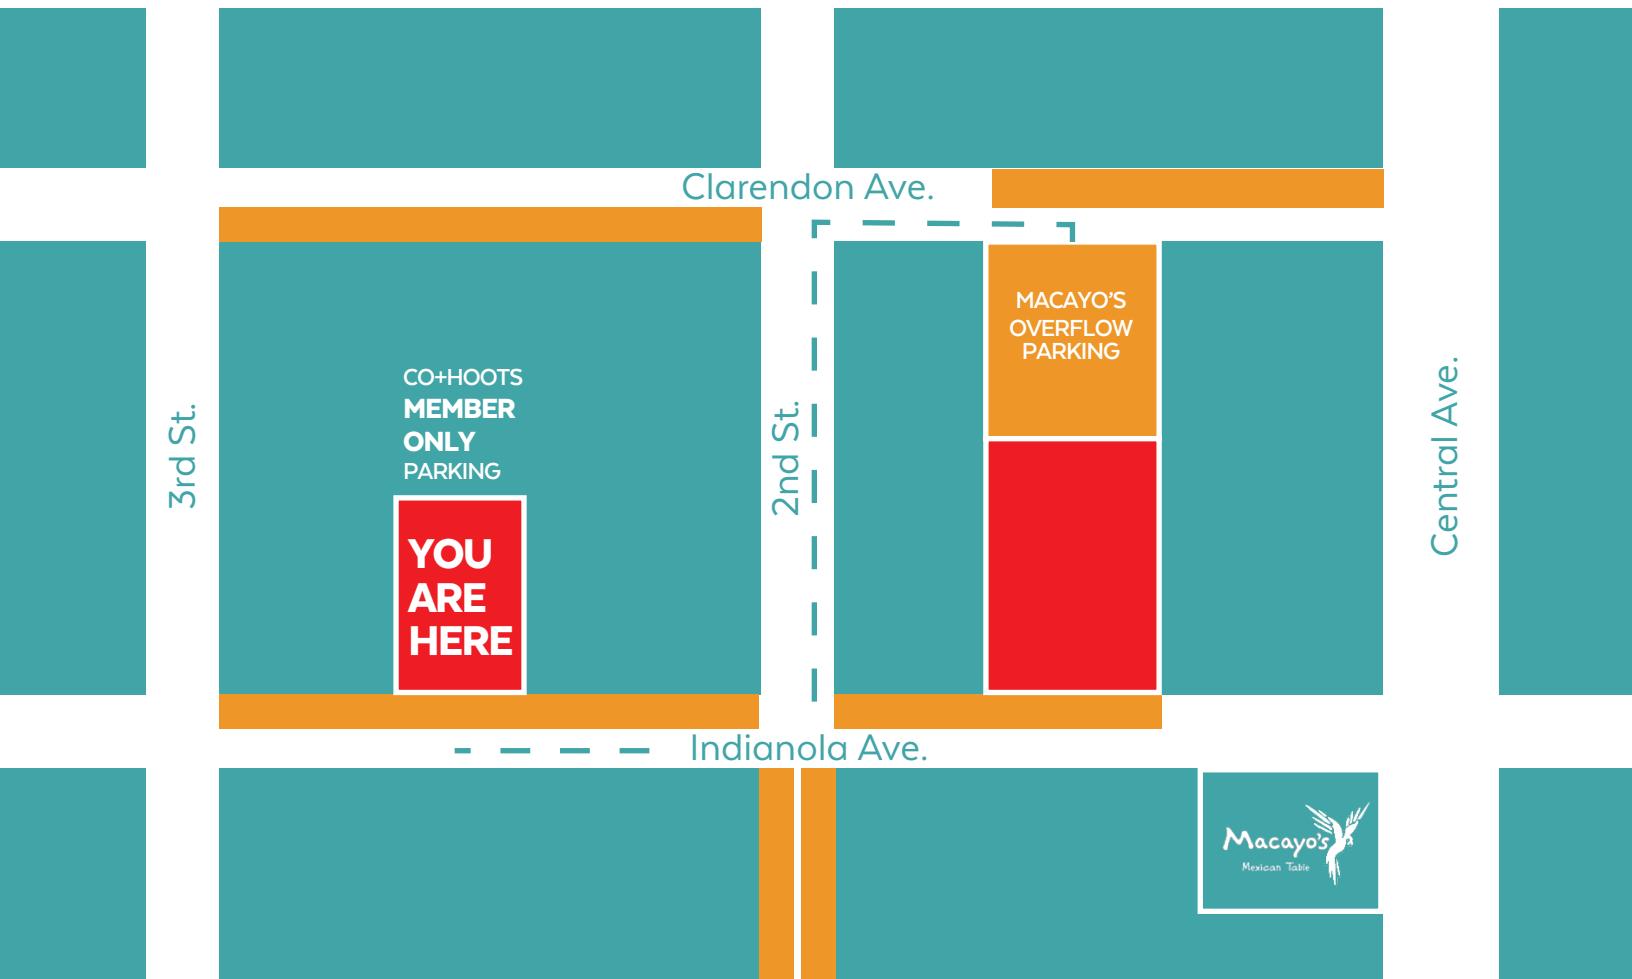 Clarendon Ave.
MACAYO'S
OVERFLOW
PARKING
CO+HOOTS
MEMBER
ONLY
PARKING
3rd St.
2nd St.
Central Ave.
YOU
ARE
HERE
Indianola Ave.
Macayo's
Mexican Table